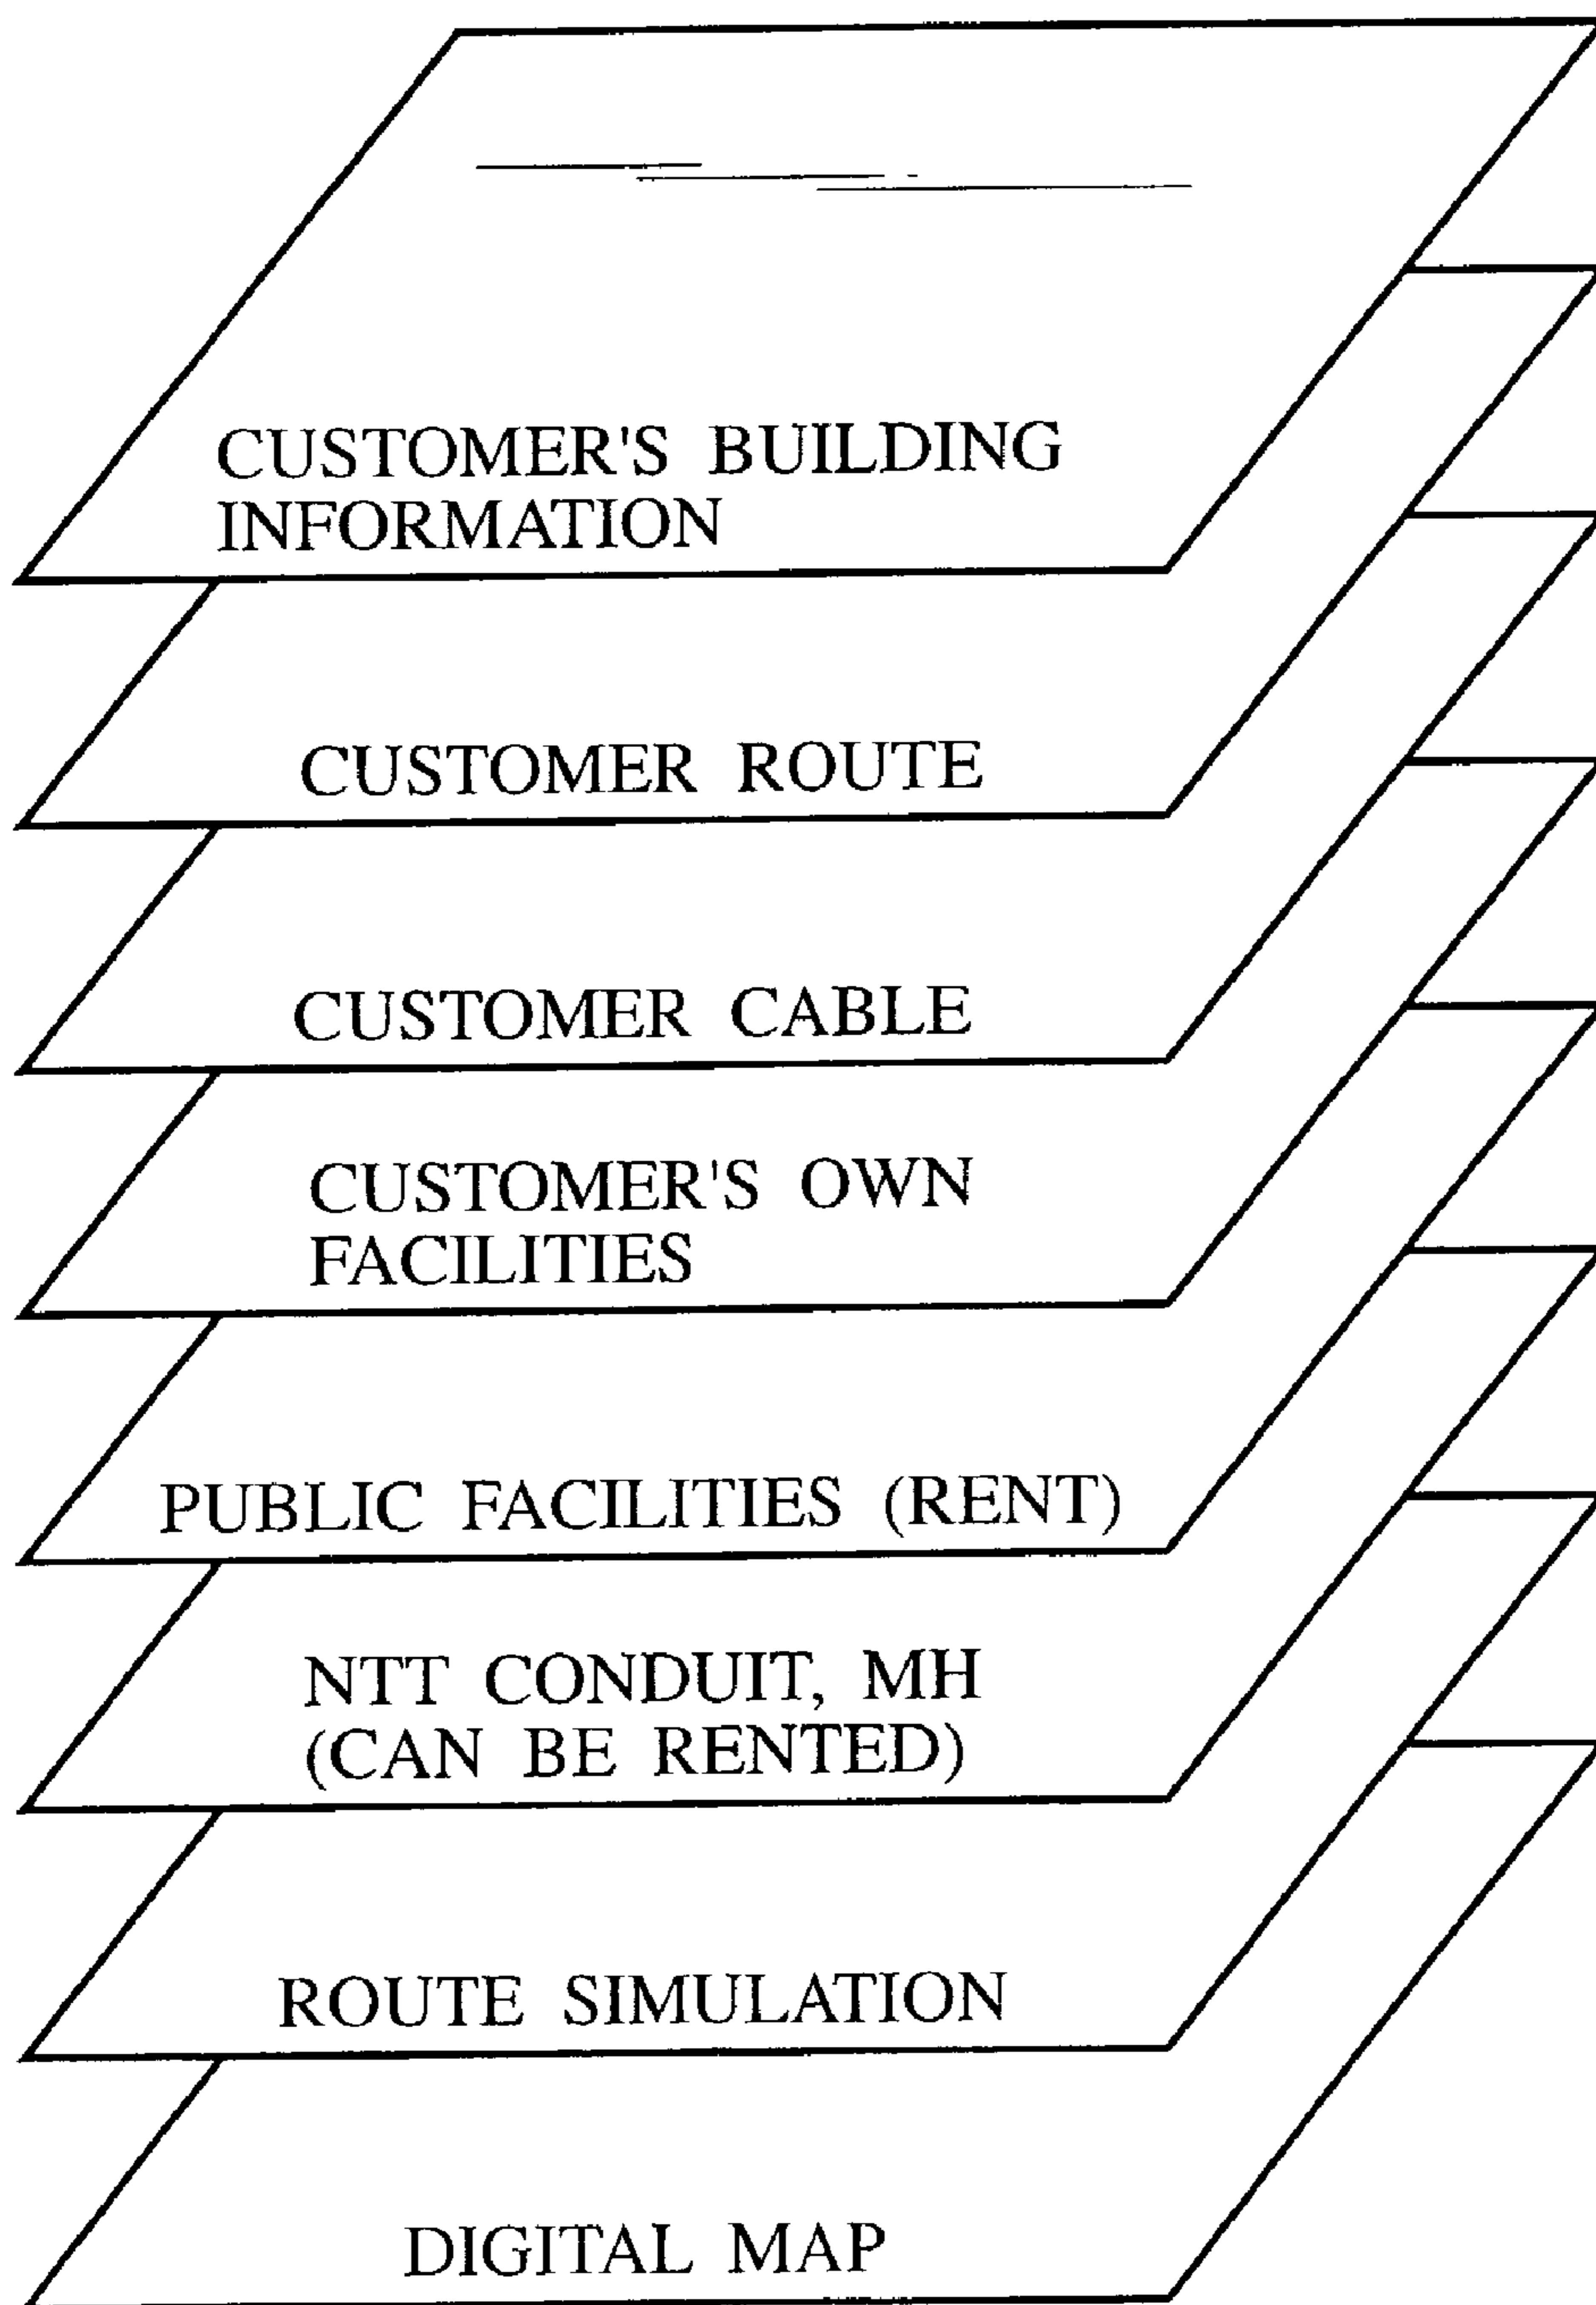 CUSTOMER'S BUILDING
INFORMATION
CUSTOMER ROUTE
CUSTOMER CABLE
CUSTOMER'S OWN
FACILITIES
PUBLIC FACILITIES (RENT)
NTT CONDUIT, MH
(CAN BE RENTED)
ROUTE SIMULATION
DIGITAL MAP